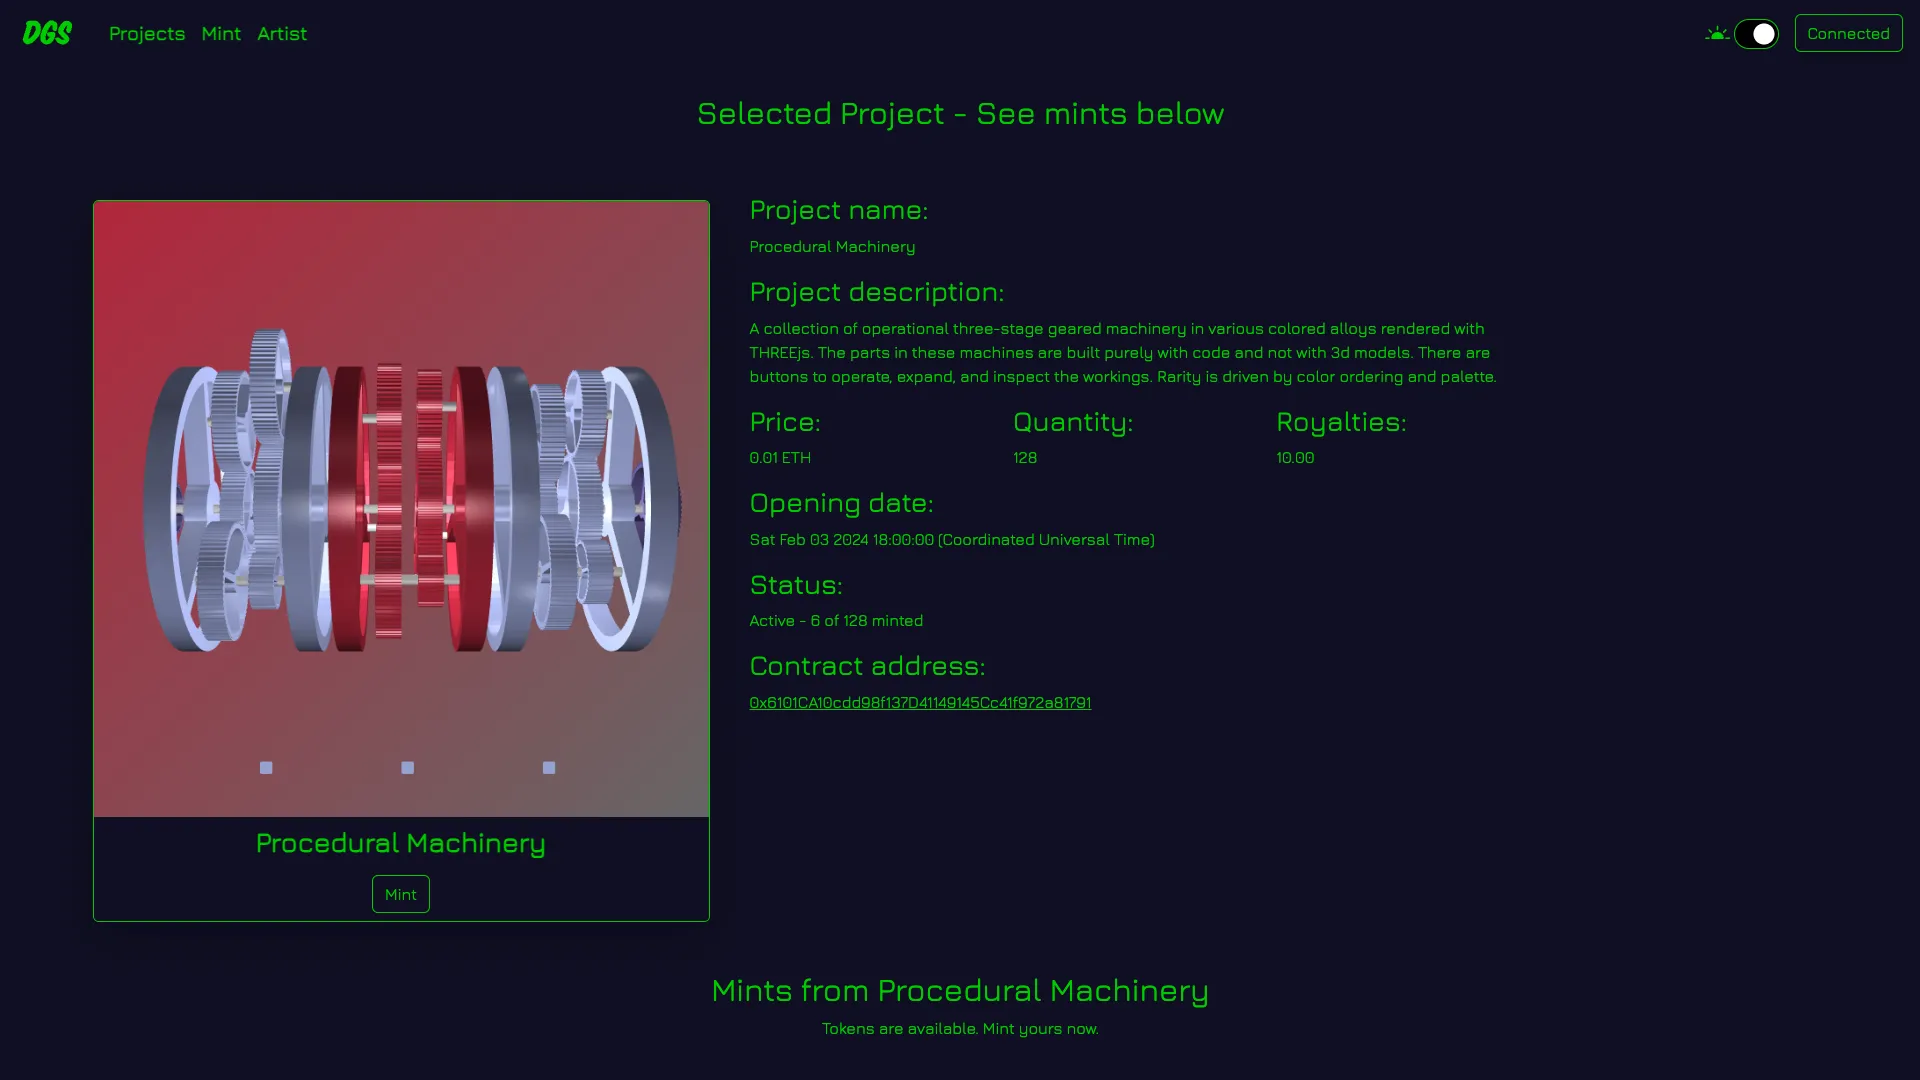 DGS Projects Mint Artist Connected
Selected Project - See mints below
Project name:
Procedural Machinery
Project description:
A collection of operational three-stage geared machinery in various colored alloys rendered with
THREEjs. The parts in these machines are built purely with code and not with 3d models. There are
buttons to operate, expand, and inspect the workings. Rarity is driven by color ordering and palette.
Price: Quantity: Royalties:
0.01 ETH 128 10.00
Opening date:
Sat Feb 03 2024 18:00:00 (Coordinated Universal Time)
Status:
Active - 6 of 128 minted
Contract address:
0x6101CA10cdd98f137D41149145Cc41f972a81791
Procedural Machinery
Mint
Mints from Procedural Machinery
Tokens are available. Mint yours now.